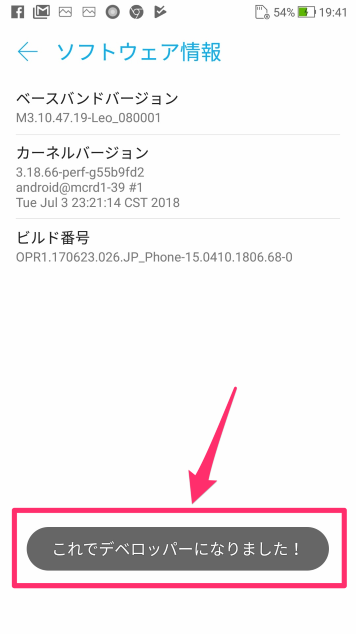 54% 19:41
ソフトウェア情報
ベースバンドバージョン
M3.10.47.19-Leo_080001
カーネルバージョン
3.18.66-perf-g55b9fd2
android@mcrd1-39 #1
Tue Jul 3 23:21:14 CST 2018
ビルド番号
OPR1.170623.026.JP_Phone-15.0410.1806.68-0
これでデベロッパーになりました！